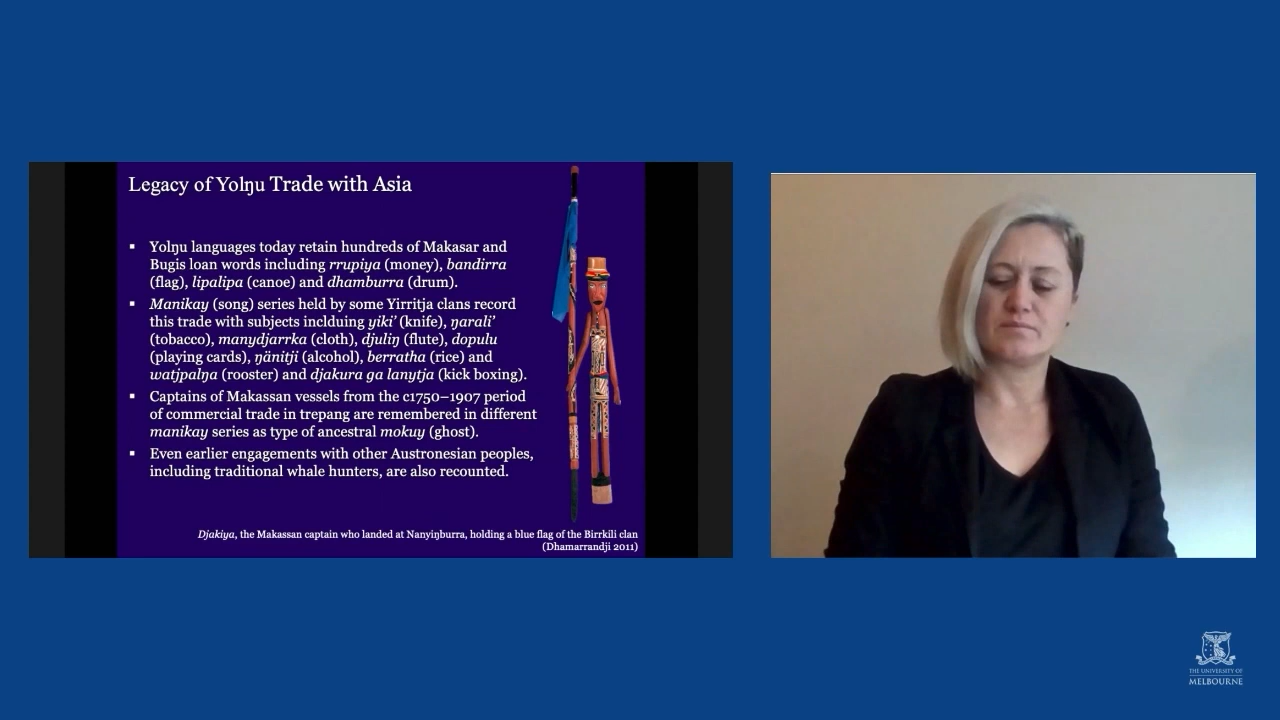 Legacy of Yolŋu Trade with Asia
▪ Yolŋu languages today retain hundreds of Makasar and
Bugis loan words including rrupiya (money), bandirra
(flag), lipalipa (canoe) and dhamburra (drum).
▪ Manikay (song) series held by some Yirritja clans record
this trade with subjects inclduing yiki’ (knife), ŋarali’
(tobacco), manydjarrka (cloth), djuliŋ (flute), dopulu
(playing cards), ŋänitji (alcohol), berratha (rice) and
watjpalŋa (rooster) and djakura ga lanytja (kick boxing).
▪ Captains of Makassan vessels from the c1750–1907 period
of commercial trade in trepang are remembered in different
manikay series as type of ancestral mokuy (ghost).
▪ Even earlier engagements with other Austronesian peoples,
including traditional whale hunters, are also recounted.
Djakiya, the Makassan captain who landed at Nanyiŋburra, holding a blue flag of the Birrkili clan
(Dhamarrandji 2011)
THE UNIVERSITY OF
MELBOURNE